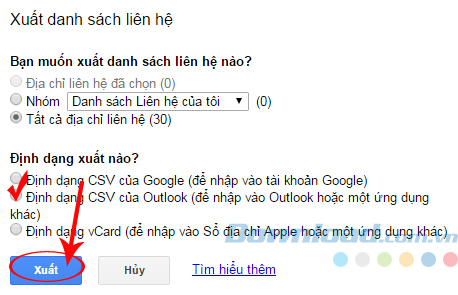 Xuất danh sách liên hệ
Bạn muốn xuất danh sách liên hệ nào?
Địa chỉ liên hệ đã chọn (0)
Nhóm Danh sách Liên hệ của tôi (0)
Tất cả địa chỉ liên hệ (30)
Định dạng xuất nào?
Định dạng CSV của Google (để nhập vào tài khoản Google)
Định dạng CSV của Outlook (để nhập vào Outlook hoặc một ứng dụng
khác)
Định dạng vCard (để nhập vào Sổ địa chỉ Apple hoặc một ứng dụng khác)
Download.com.vn
Xuất Hủy Tìm hiểu thêm